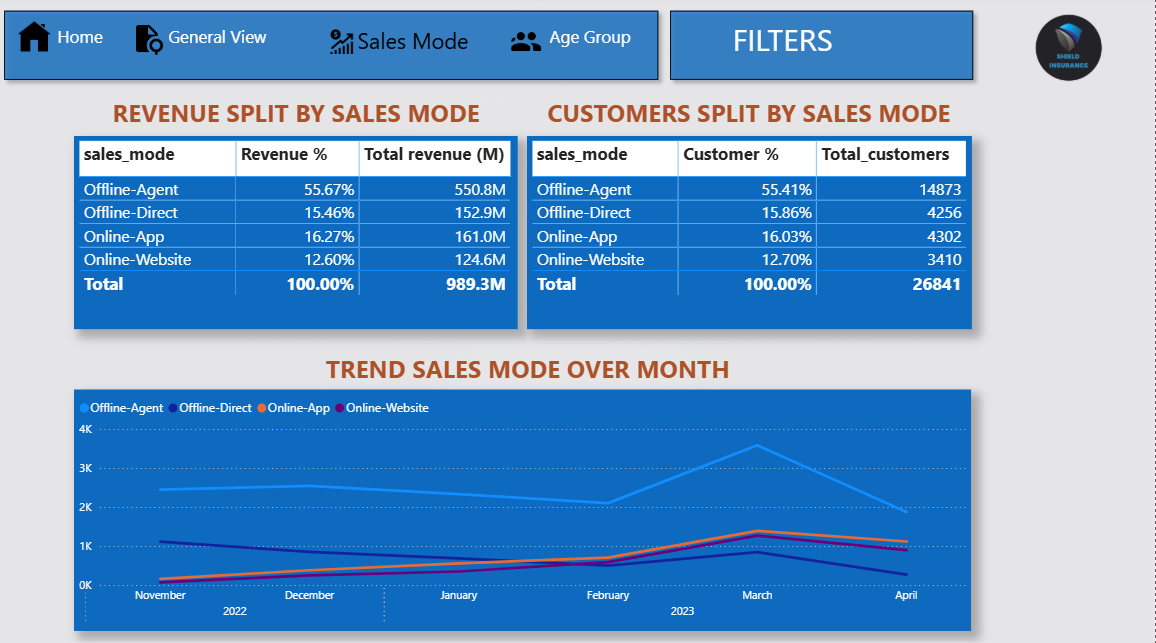 Home General View Sales Mode Age Group FILTERS
SHIELD
INSURANCE
REVENUE SPLIT BY SALES MODE
sales_mode Revenue % Total revenue (M)
Offline-Agent 55.67% 550.8M
Offline-Direct 15.46% 152.9M
Online-App 16.27% 161.0M
Online-Website 12.60% 124.6M
Total 100.00% 989.3M
CUSTOMERS SPLIT BY SALES MODE
sales_mode Customer % Total_customers
Offline-Agent 55.41% 14873
Offline-Direct 15.86% 4256
Online-App 16.03% 4302
Online-Website 12.70% 3410
Total 100.00% 26841
TREND SALES MODE OVER MONTH
Offline-Agent Offline-Direct Online-App Online-Website
4K
3K
2K
1K
0K
November December January February March April
2022 2023